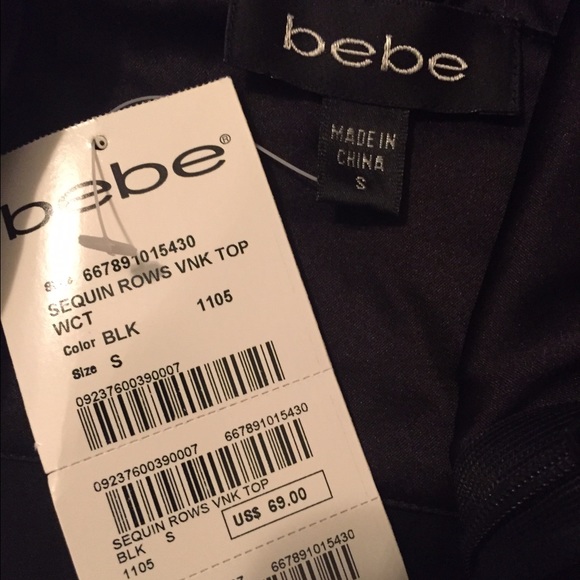 bebe
MADE IN
CHINA
S
bebe®
667891015430
SEQUIN ROWS VNK TOP
WCT
Color BLK 1105
Size S
09237600390007
09237600390007 667891015430
SEQUIN ROWS VNK TOP
BLK S
1105
US$ 69.00
667891015430